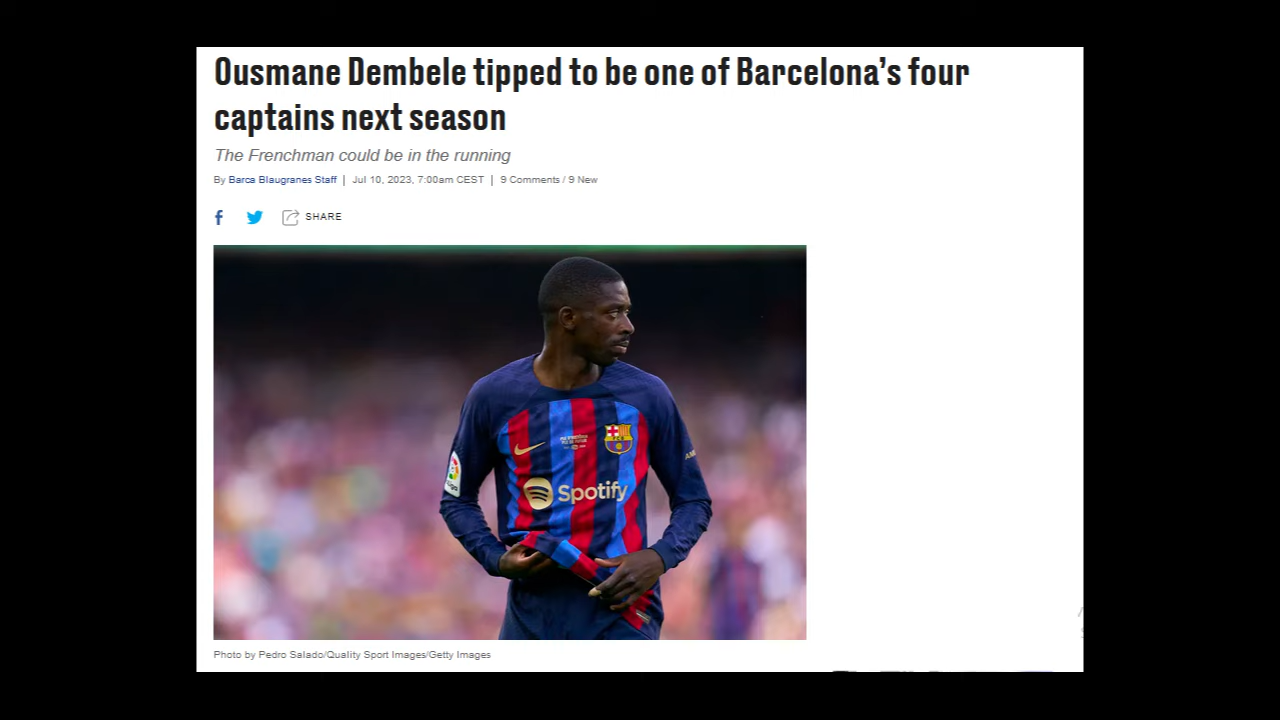 Ousmane Dembele tipped to be one of Barcelona’s four
captains next season
The Frenchman could be in the running
By Barca Blaugranes Staff | Jul 10, 2023, 7:00am CEST | 9 Comments / 9 New
f SHARE
Spotify
Photo by Pedro Salado/Quality Sport Images/Getty Images